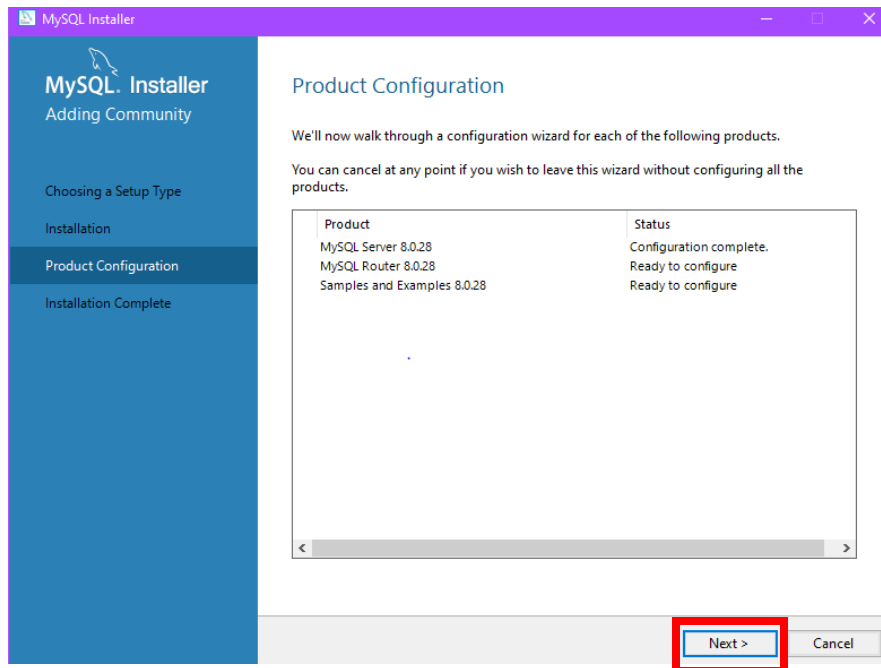 MySQL Installer
MySQL. Installer
Adding Community
Choosing a Setup Type
Installation
Product Configuration
Installation Complete
Product Configuration
We'll now walk through a configuration wizard for each of the following products.
You can cancel at any point if you wish to leave this wizard without configuring all the
products.
Product Status
MySQL Server 8.0.28 Configuration complete.
MySQL Router 8.0.28 Ready to configure
Samples and Examples 8.0.28 Ready to configure
Next > Cancel